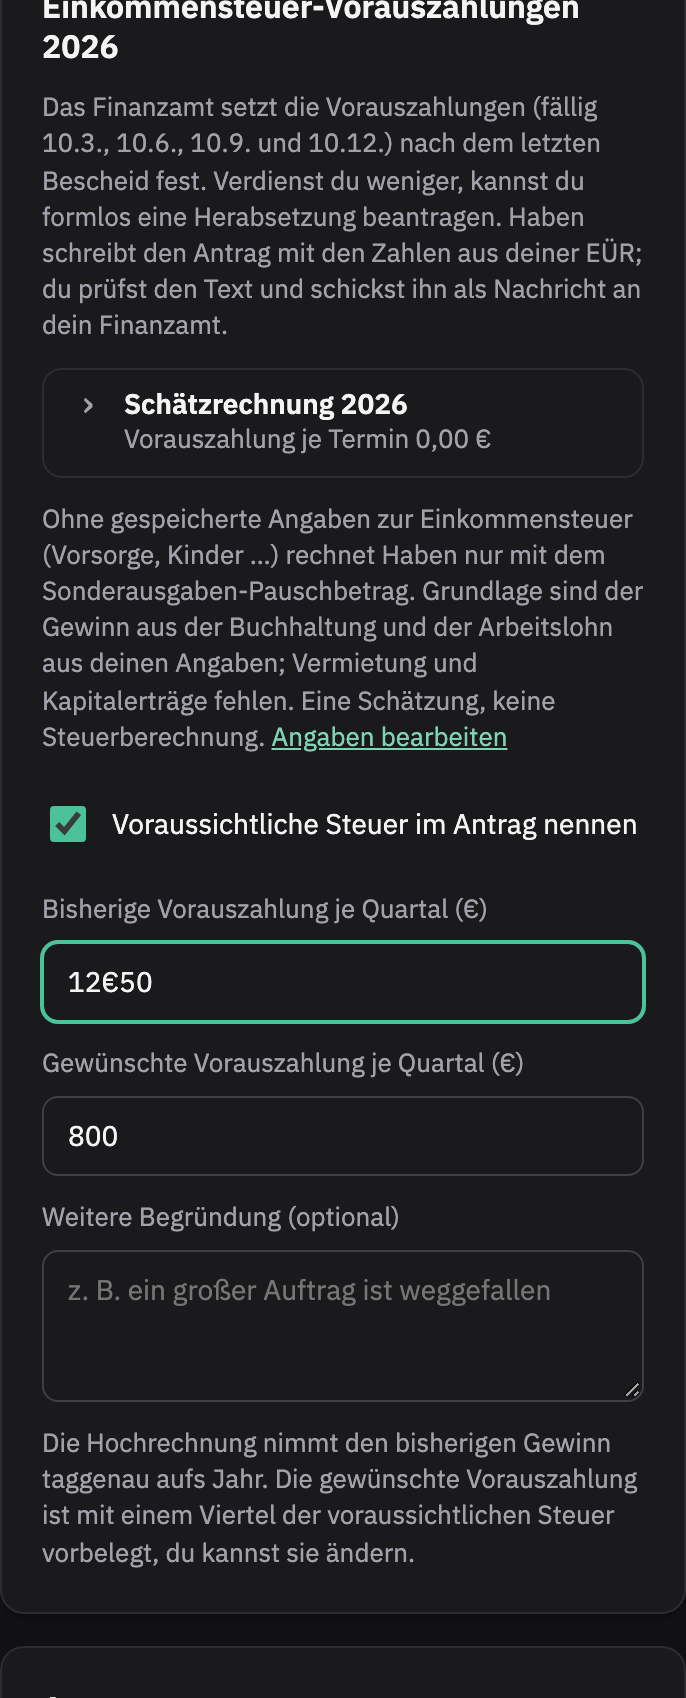 Einkommensteuer-Vorauszahlungen
2026
Das Finanzamt setzt die Vorauszahlungen (fällig
10.3., 10.6., 10.9. und 10.12.) nach dem letzten
Bescheid fest. Verdienst du weniger, kannst du
formlos eine Herabsetzung beantragen. Haben
schreibt den Antrag mit den Zahlen aus deiner EÜR;
du prüfst den Text und schickst ihn als Nachricht an
dein Finanzamt.
Schätzrechnung 2026
Vorauszahlung je Termin 0,00 €
Ohne gespeicherte Angaben zur Einkommensteuer
(Vorsorge, Kinder …) rechnet Haben nur mit dem
Sonderausgaben-Pauschbetrag. Grundlage sind der
Gewinn aus der Buchhaltung und der Arbeitslohn
aus deinen Angaben; Vermietung und
Kapitalerträge fehlen. Eine Schätzung, keine
Steuerberechnung. Angaben bearbeiten
Voraussichtliche Steuer im Antrag nennen
Bisherige Vorauszahlung je Quartal (€)
12€50
Gewünschte Vorauszahlung je Quartal (€)
800
Weitere Begründung (optional)
z. B. ein großer Auftrag ist weggefallen
Die Hochrechnung nimmt den bisherigen Gewinn
taggenau aufs Jahr. Die gewünschte Vorauszahlung
ist mit einem Viertel der voraussichtlichen Steuer
vorbelegt, du kannst sie ändern.